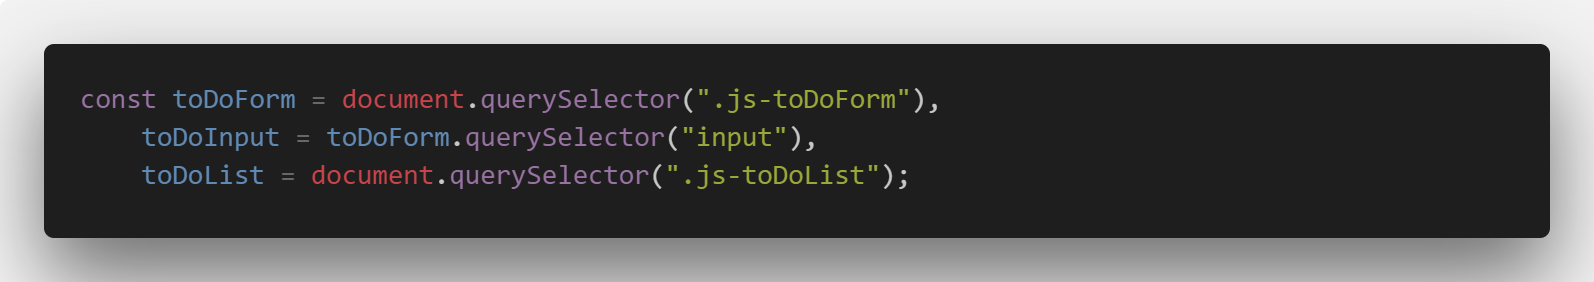 const toDoForm = document.querySelector(".js-toDoForm"),
    toDoInput = toDoForm.querySelector("input"),
    toDoList = document.querySelector(".js-toDoList");